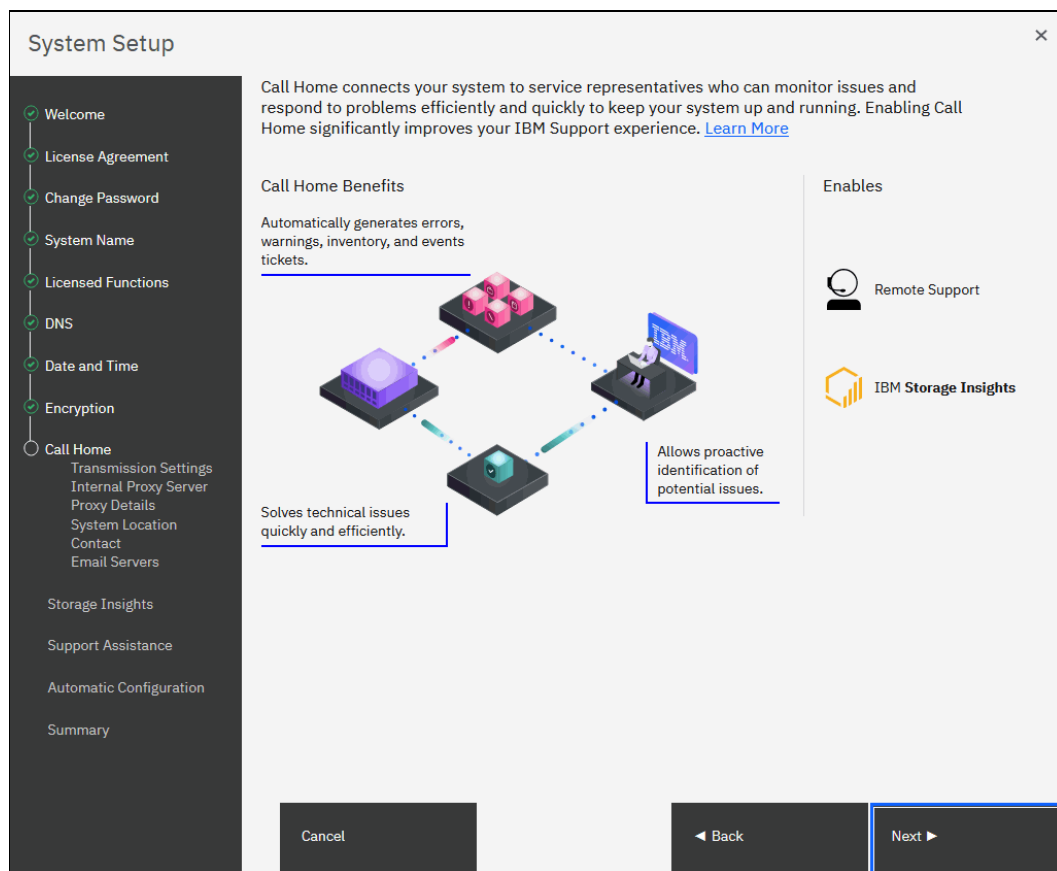 System Setup
×
Welcome
License Agreement
Change Password
System Name
Licensed Functions
DNS
Date and Time
Encryption
Call Home
Transmission Settings
Internal Proxy Server
Proxy Details
System Location
Contact
Email Servers
Storage Insights
Support Assistance
Automatic Configuration
Summary
Call Home connects your system to service representatives who can monitor issues and
respond to problems efficiently and quickly to keep your system up and running. Enabling Call
Home significantly improves your IBM Support experience. Learn More
Call Home Benefits
Automatically generates errors,
warnings, inventory, and events
tickets.
IBM
Allows proactive
identification of
potential issues.
Solves technical issues
quickly and efficiently.
Enables
Remote Support
IBM Storage Insights
Cancel
◄ Back
Next ►